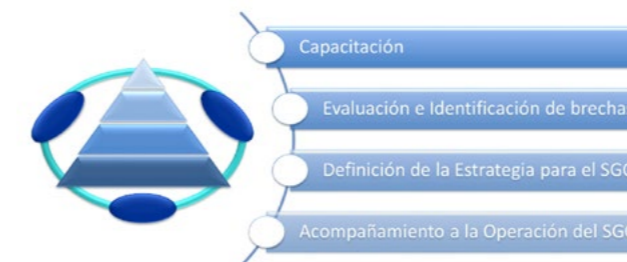 Capacitación
Evaluación e Identificación de brecha
Definición de la Estrategia para el SG
Acompañamiento a la Operación del SG